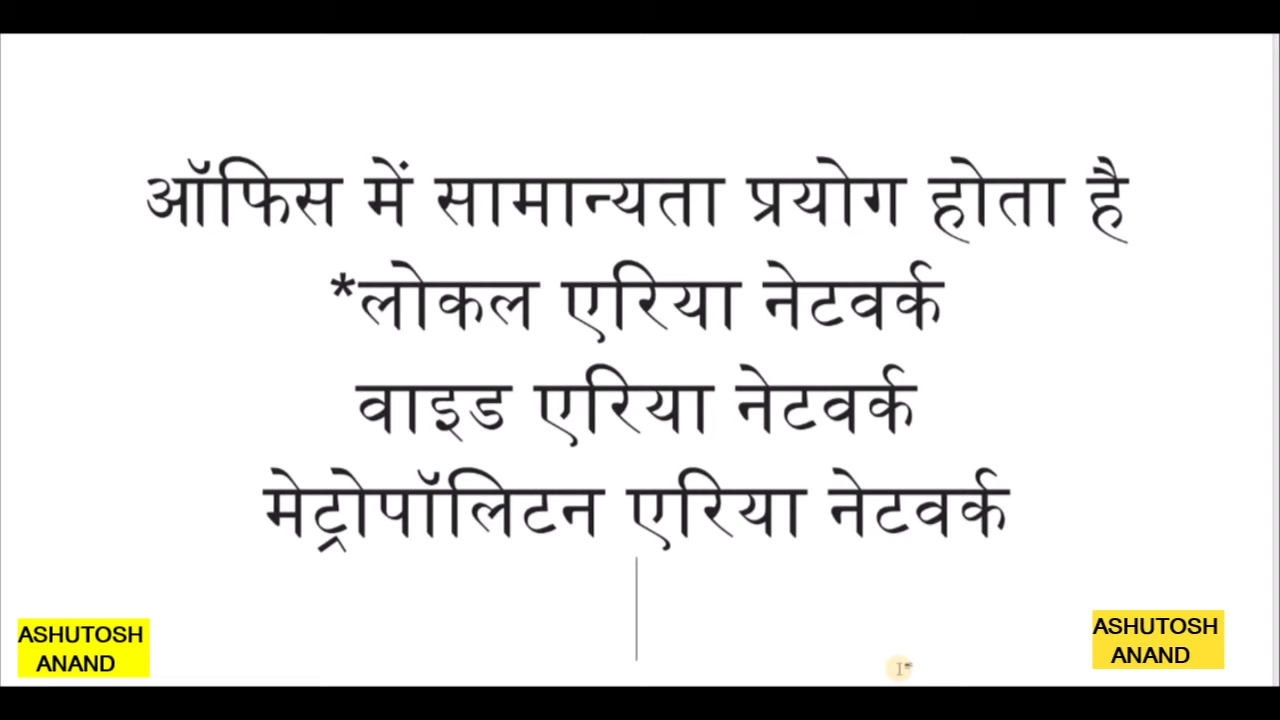 ऑफिस में सामान्यता प्रयोग होता है
*लोकल एरिया नेटवर्क
वाइड एरिया नेटवर्क
मेट्रोपॉलिटन एरिया नेटवर्क
ASHUTOSH
ANAND
ASHUTOSH
ANAND